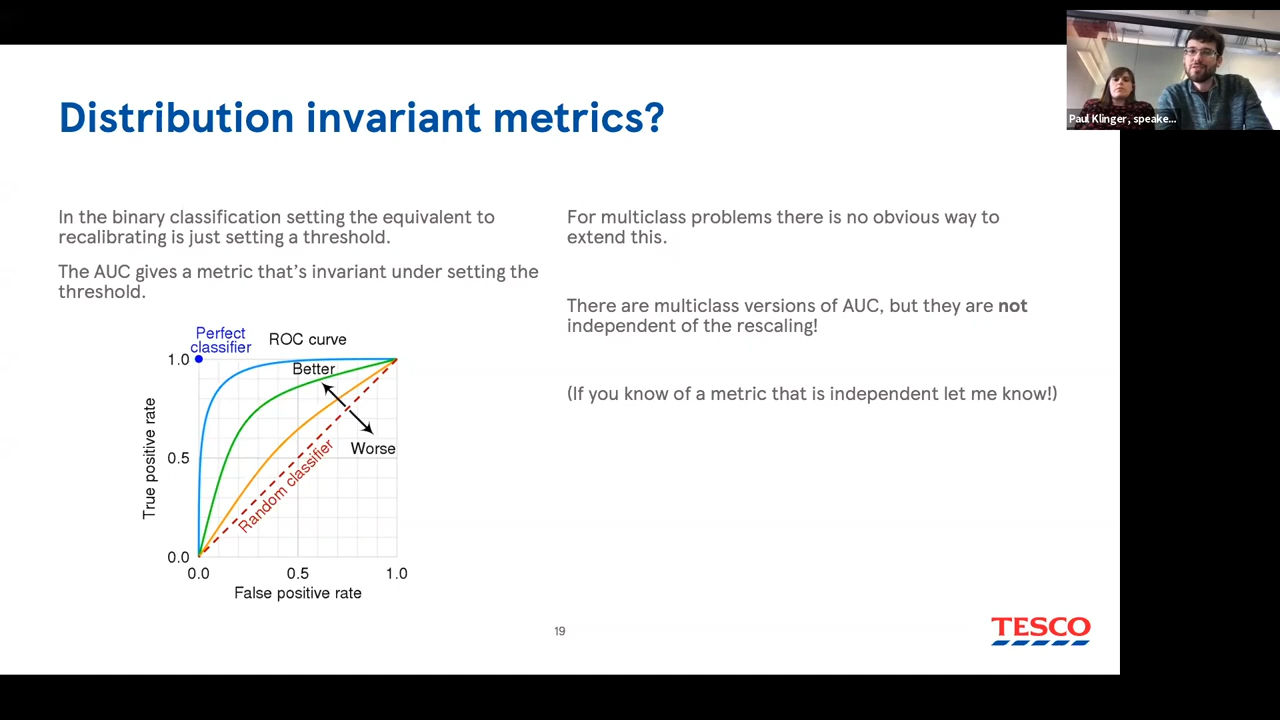 Distribution invariant metrics?
In the binary classification setting the equivalent to
recalibrating is just setting a threshold.
The AUC gives a metric that's invariant under setting the
threshold.
Perfect
classifier
ROC curve
1.0
Better
Worse
Random classifier
0.5
0.0
True positive rate
0.0
0.5
1.0
False positive rate
For multiclass problems there is no obvious way to
extend this.
There are multiclass versions of AUC, but they are not
independent of the rescaling!
(If you know of a metric that is independent let me know!)
19
TESCO
Paul Klinger, speake...